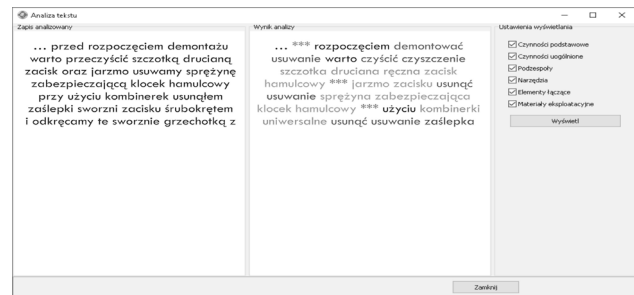 Analiza tekstu
Zapis analizowany
... przed rozpoczęciem demontażu
warto przeczyścić szczotką drucianą
zacisk oraz jarzmo usuwamy sprężynę
zabezpieczającą klocek hamulcowy
przy użyciu kombinerek usunąłem
zaślepki sworzni zacisku śrubokrętem
i odkręcamy te sworznie grzechotką z
Wynik analizy
... *** rozpoczęciem demontować
usuwanie warto czyścić czyszczenie
szczotka druciana ręczna zacisk
hamulcowy *** jarzmo zacisku usunąć
usuwanie sprężyna zabezpieczająca
klocek hamulcowy *** użyciu kombinerki
uniwersalne usunąć usuwanie zaślepka
Ustawienia wyświetlania
Czynności podstawowe
Czynności uogólnione
Podzespoły
Narzędzia
Elementy łączące
Materiały eksploatacyjne
Wyświetl
Zamknij